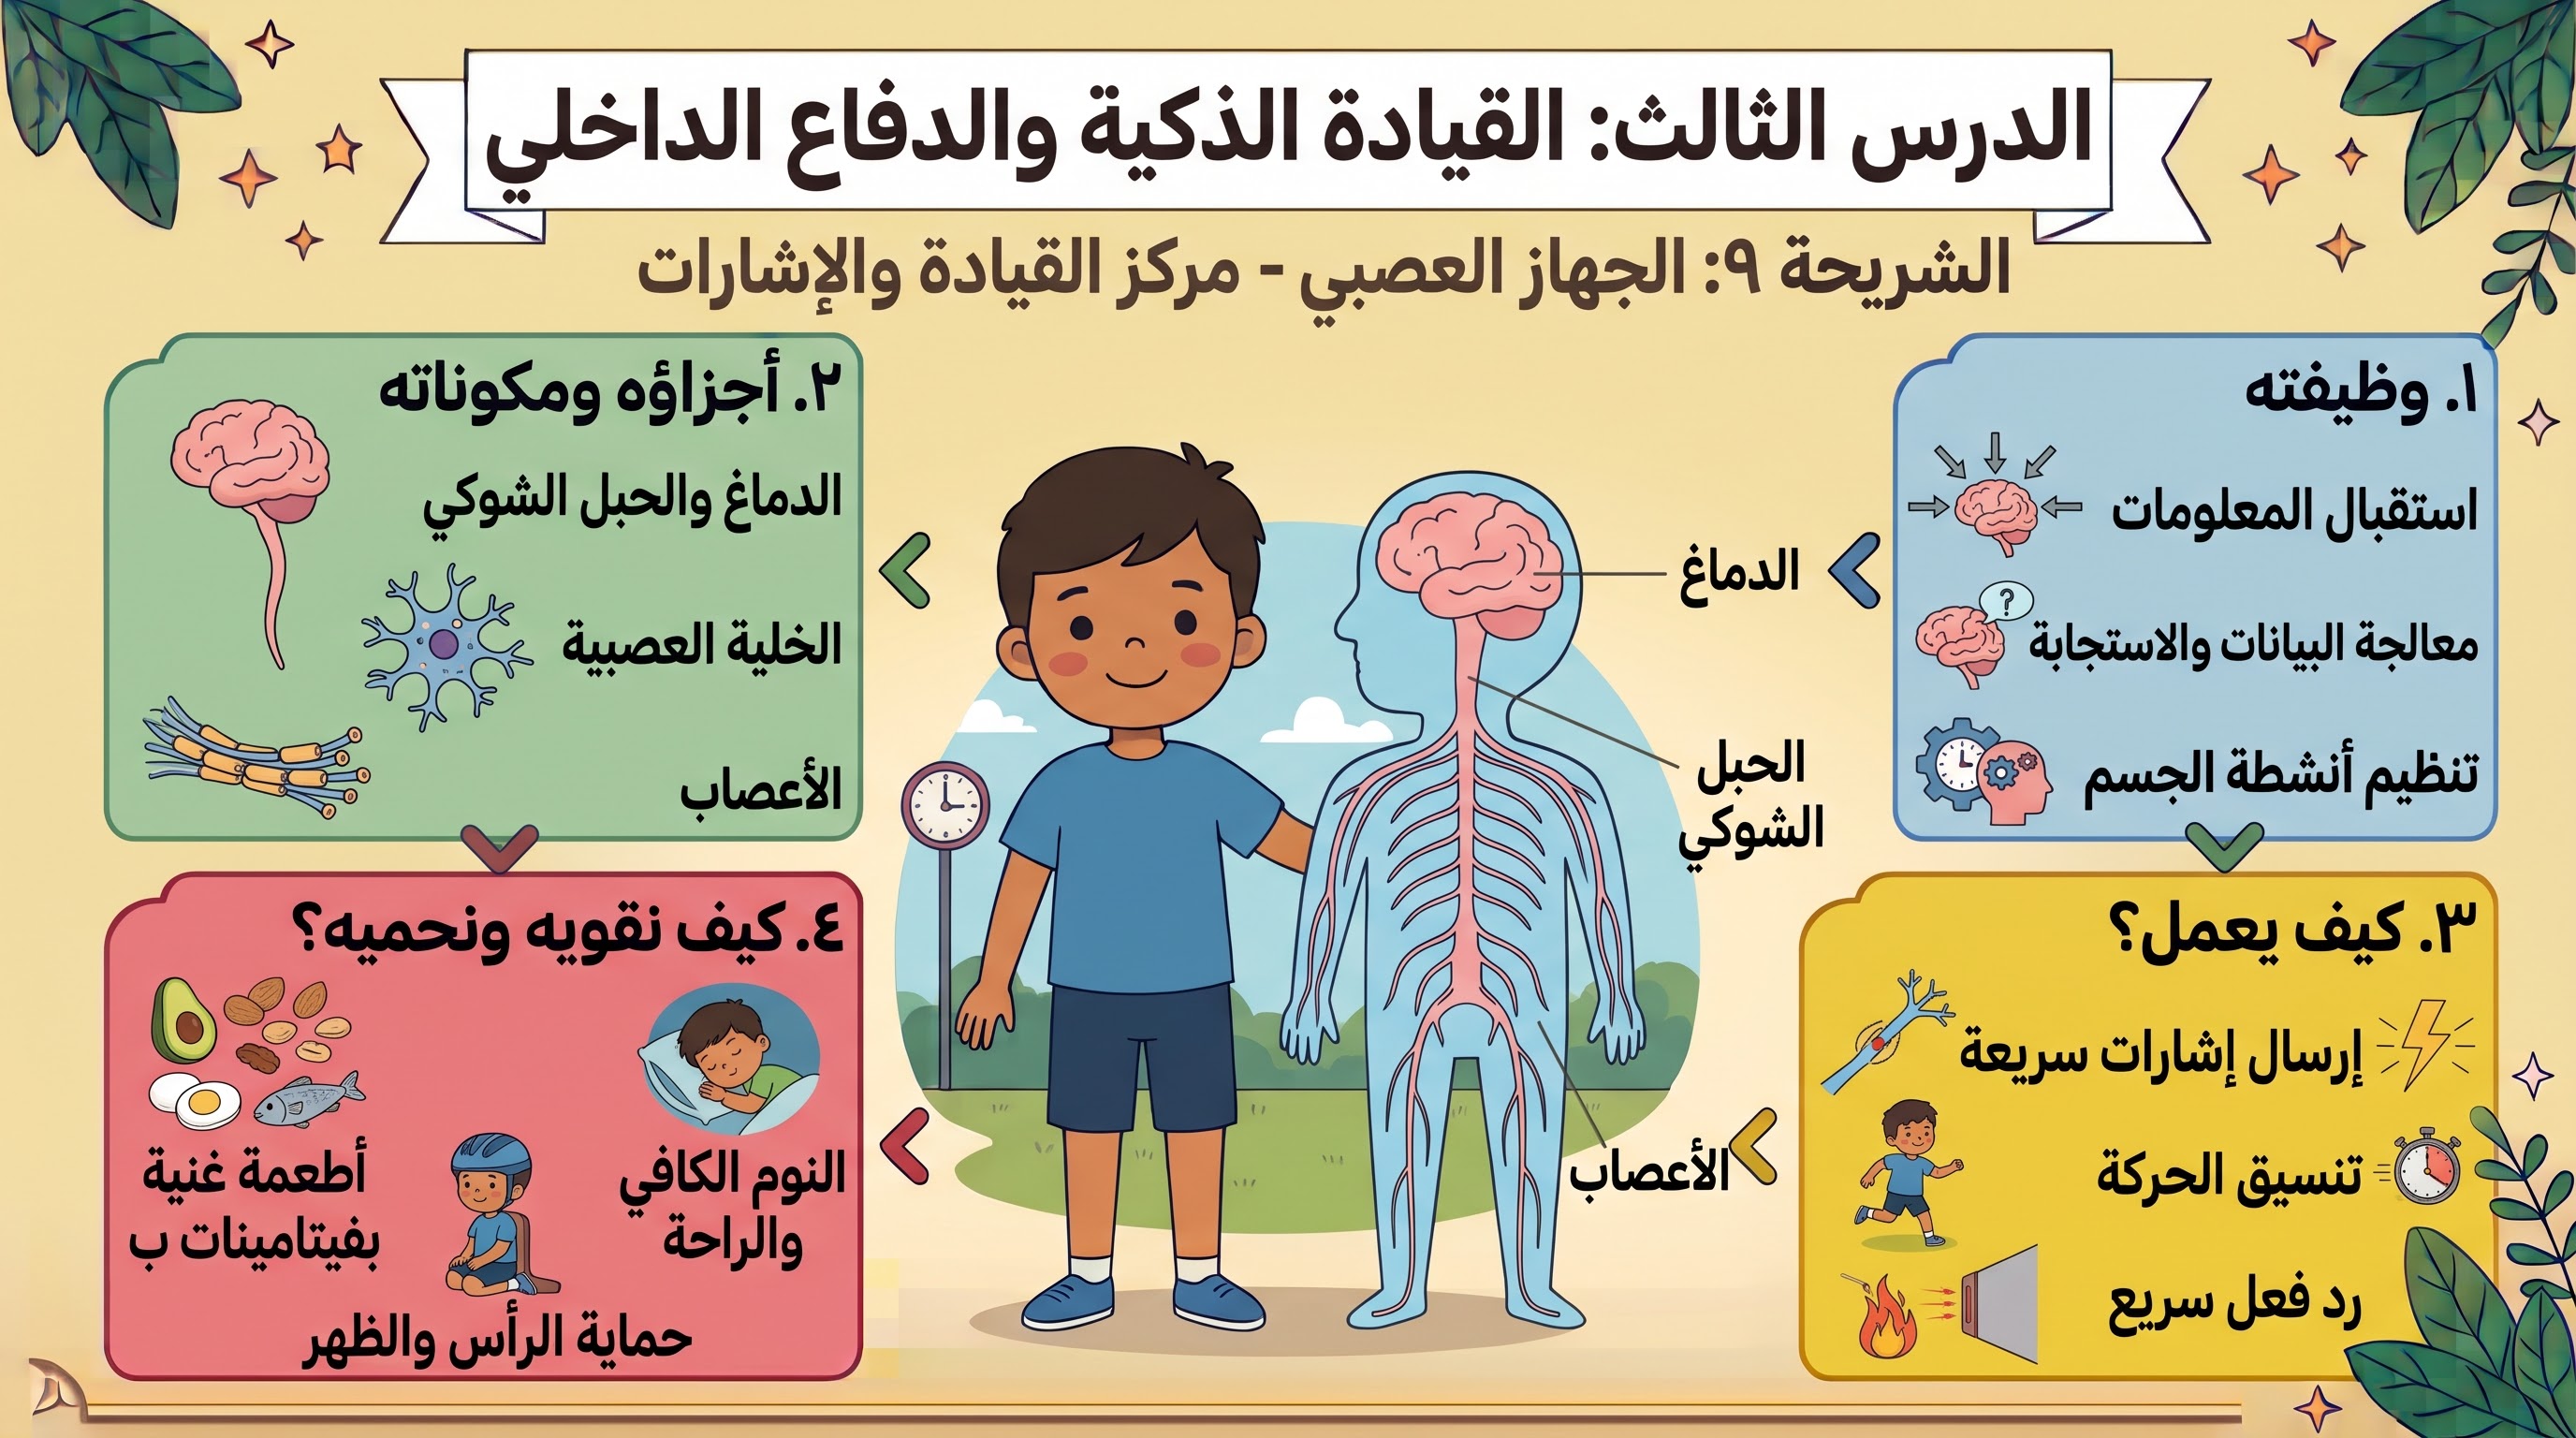 الدرس الثالث: القيادة الذكية والدفاع الداخلي
الشريحة ٩: الجهاز العصبي - مركز القيادة والإشارات
١. وظيفته
استقبال المعلومات
?
معالجة البيانات والاستجابة
تنظيم أنشطة الجسم
الدماغ
الحبل
الشوكي
الأعصاب
٢. أجزاؤه ومكوناته
الدماغ والحبل الشوكي
الخلية العصبية
الأعصاب
٣. كيف يعمل؟
إرسال إشارات سريعة
تنسيق الحركة
رد فعل سريع
٤. كيف نقويه ونحميه؟
النوم الكافي
والراحة
أطعمة غنية
بفيتامينات ب
حماية الرأس والظهر